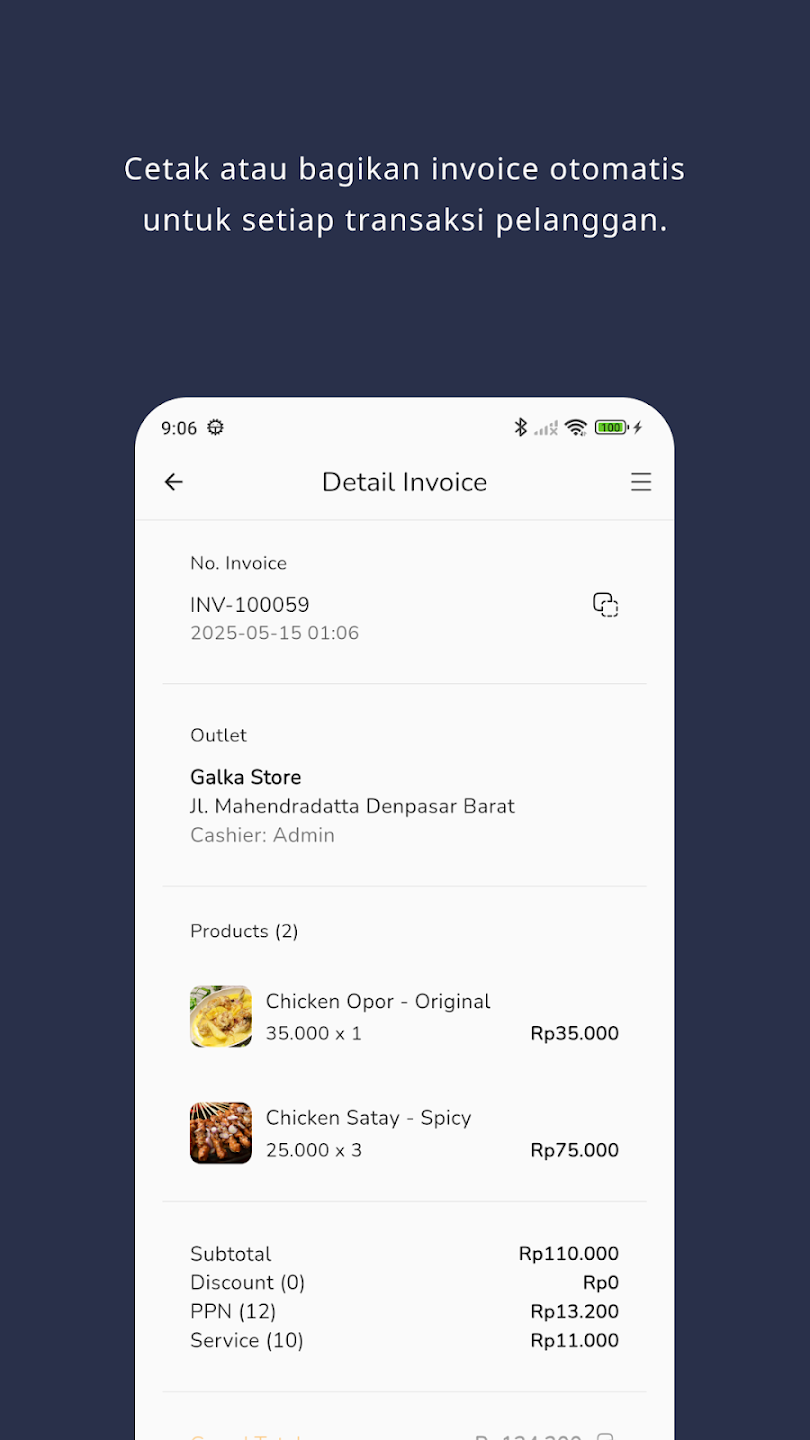 Cetak atau bagikan invoice otomatis
untuk setiap transaksi pelanggan.
9:06
100
Detail Invoice
No. Invoice
INV-100059
2025-05-15 01:06
Outlet
Galka Store
Jl. Mahendradatta Denpasar Barat
Cashier: Admin
Products (2)
Chicken Opor - Original
35.000 x 1 Rp35.000
Chicken Satay - Spicy
25.000 x 3 Rp75.000
Subtotal Rp110.000
Discount (0) Rp0
PPN (12) Rp13.200
Service (10) Rp11.000